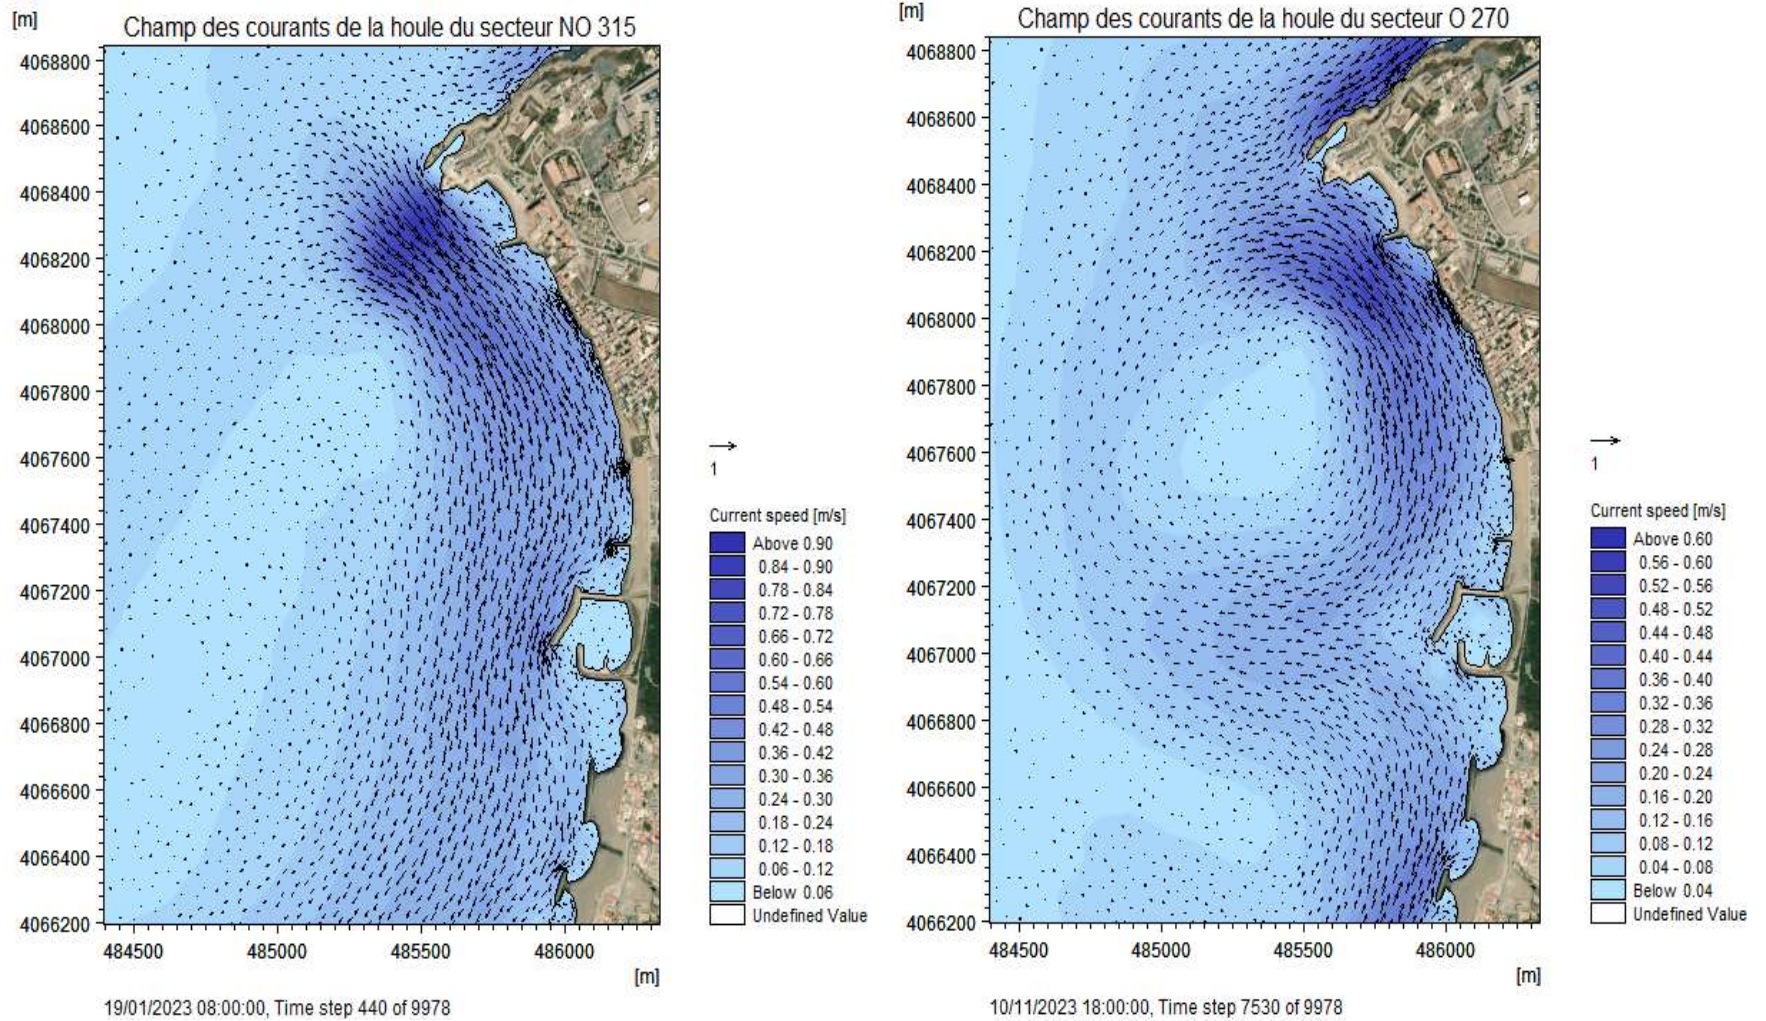 [m]
Champ des courants de la houle du secteur NO 315
4068800
4068600
4068400
4068200
4068000
4067800
4067600
4067400
4067200
4067000
4066800
4066600
4066400
4066200
484500
485000
485500
486000
[m]
19/01/2023 08:00:00, Time step 440 of 9978
1
Current speed [m/s]
Above 0.90
0.84 - 0.90
0.78 - 0.84
0.72 - 0.78
0.66 - 0.72
0.60 - 0.66
0.54 - 0.60
0.48 - 0.54
0.42 - 0.48
0.36 - 0.42
0.30 - 0.36
0.24 - 0.30
0.18 - 0.24
0.12 - 0.18
0.06 - 0.12
Below 0.06
Undefined Value
[m]
Champ des courants de la houle du secteur O 270
4068800
4068600
4068400
4068200
4068000
4067800
4067600
4067400
4067200
4067000
4066800
4066600
4066400
4066200
484500
485000
485500
486000
[m]
10/11/2023 18:00:00, Time step 7530 of 9978
1
Current speed [m/s]
Above 0.60
0.56 - 0.60
0.52 - 0.56
0.48 - 0.52
0.44 - 0.48
0.40 - 0.44
0.36 - 0.40
0.32 - 0.36
0.28 - 0.32
0.24 - 0.28
0.20 - 0.24
0.16 - 0.20
0.12 - 0.16
0.08 - 0.12
0.04 - 0.08
Below 0.04
Undefined Value